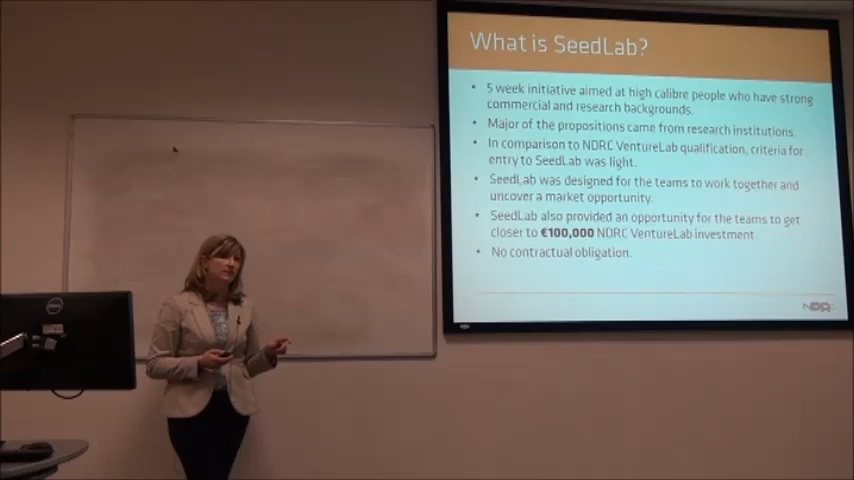 What is SeedLab?
• 5 week initiative aimed at high calibre people who have strong
commercial and research backgrounds.
• Major of the propositions came from research institutions.
• In comparison to NDRC VentureLab qualification, criteria for
entry to SeedLab was light.
• SeedLab was designed for the teams to work together and
uncover a market opportunity.
• SeedLab also provided an opportunity for the teams to get
closer to €100,000 NDRC VentureLab investment.
• No contractual obligation.
NDRC
DELL